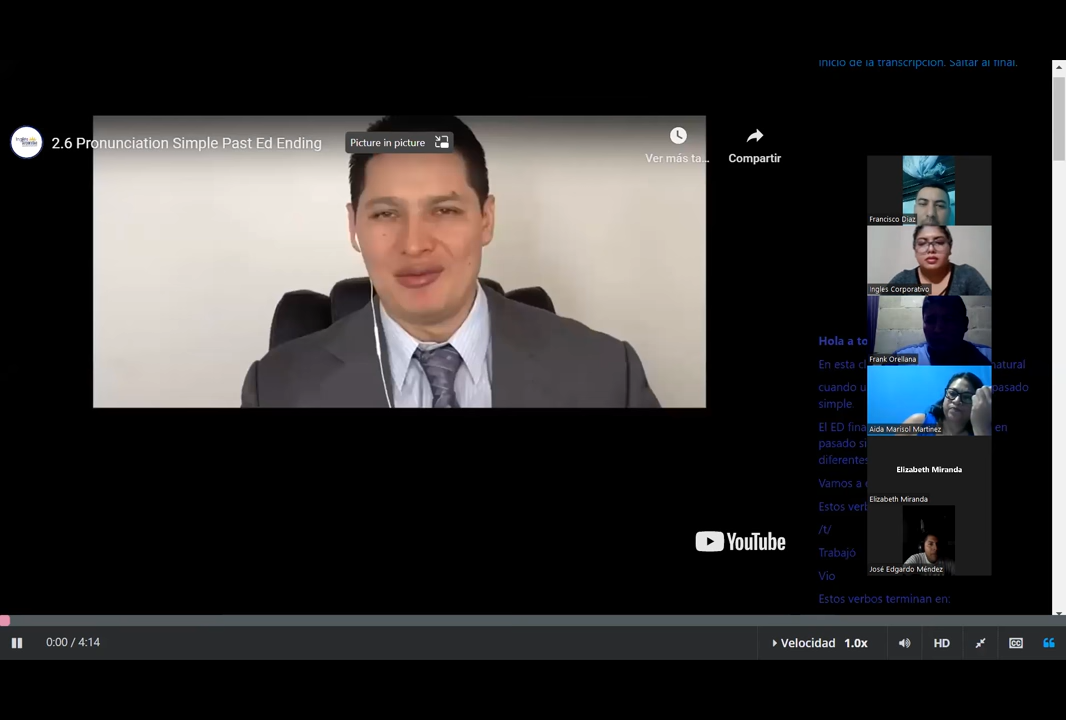 Inicio de la transcripción. Saltar al final.
2.6 Pronunciation Simple Past Ed Ending
Picture in picture
Ver más ta...
Compartir
Francisco Diaz
Inglés Corporativo
Frank Orellana
Aida Marisol Martinez
Elizabeth Miranda
Elizabeth Miranda
José Edgardo Méndez
Hola a to
En esta cl natural
cuando u pasado
simple.
El ED fina en
pasado si
diferentes
Vamos a
Estos verb
/t/
Trabajó
Vio
Estos verbos terminan en:
YouTube
0:00 / 4:14
Velocidad 1.0x
HD
CC